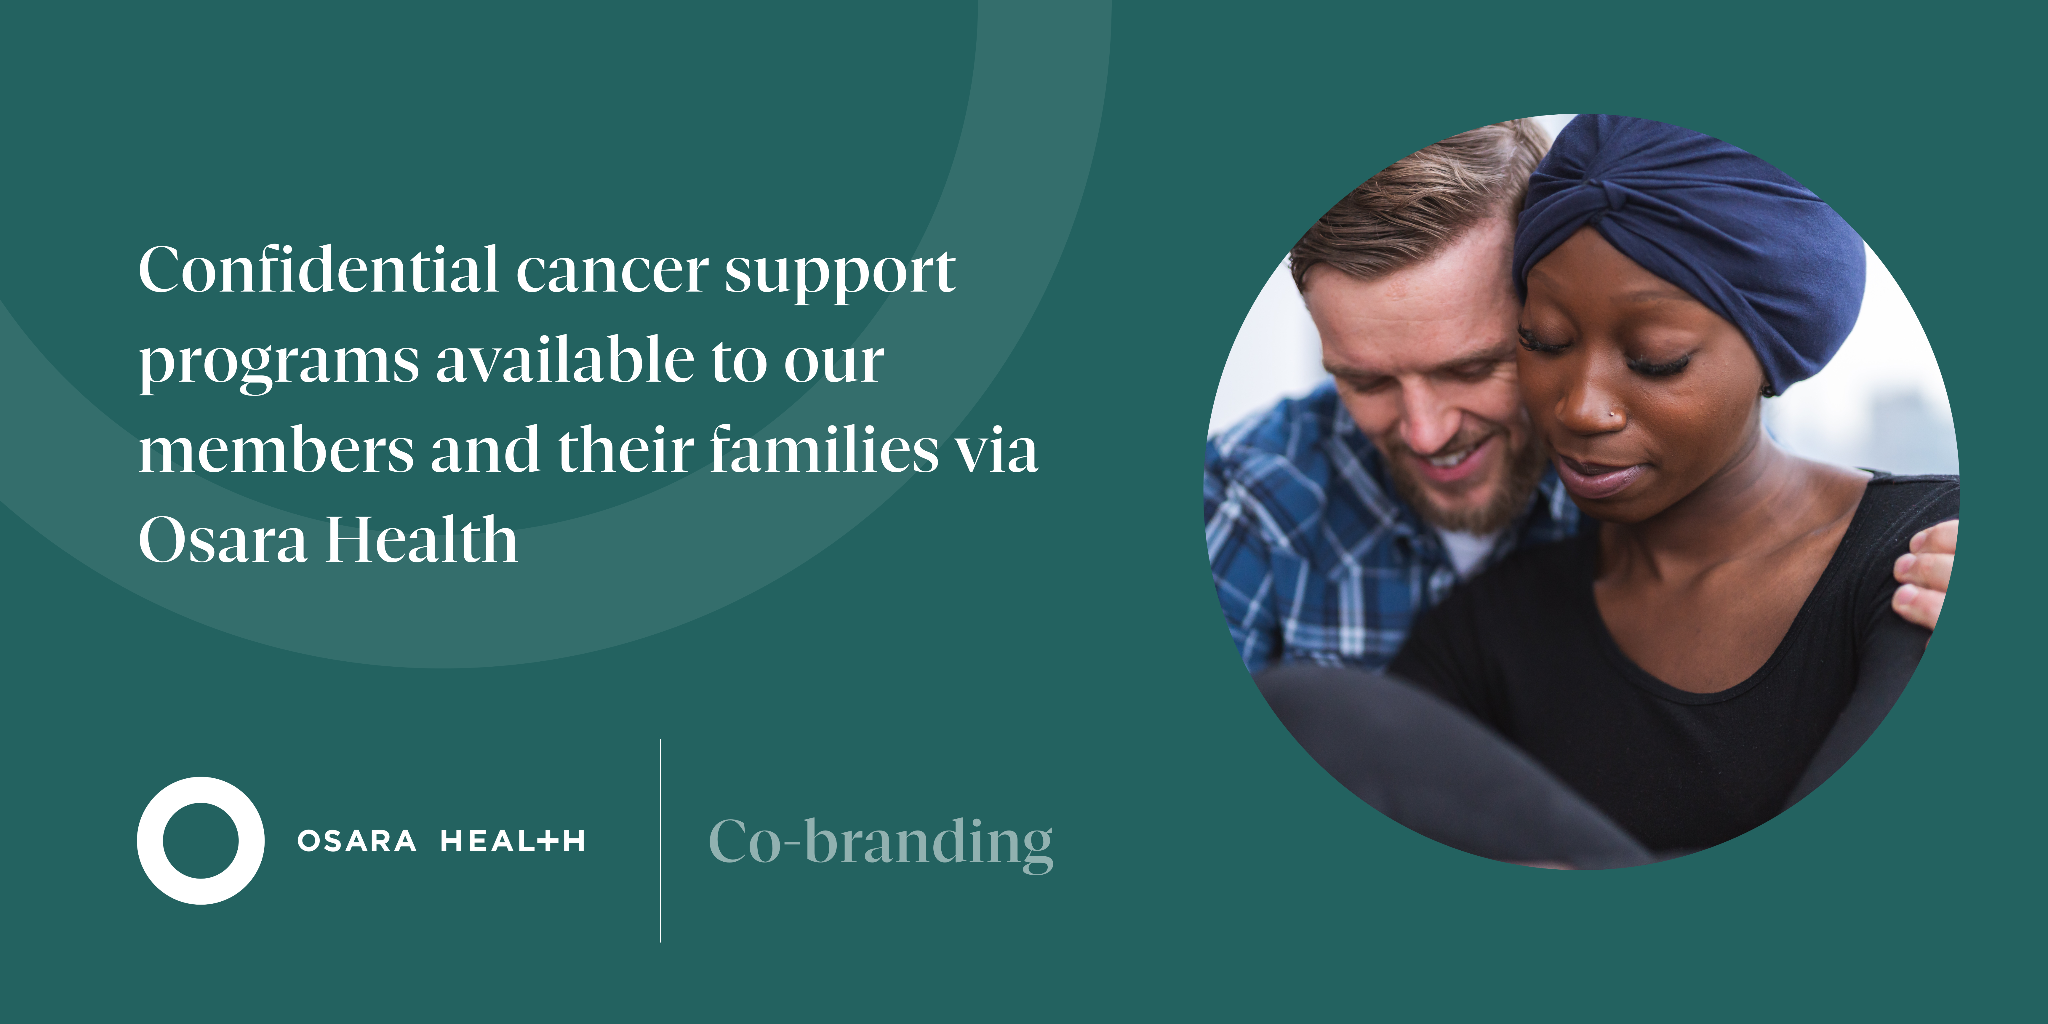 Confidential cancer support
programs available to our
members and their families via
Osara Health
OSARA HEALTH
Co-branding